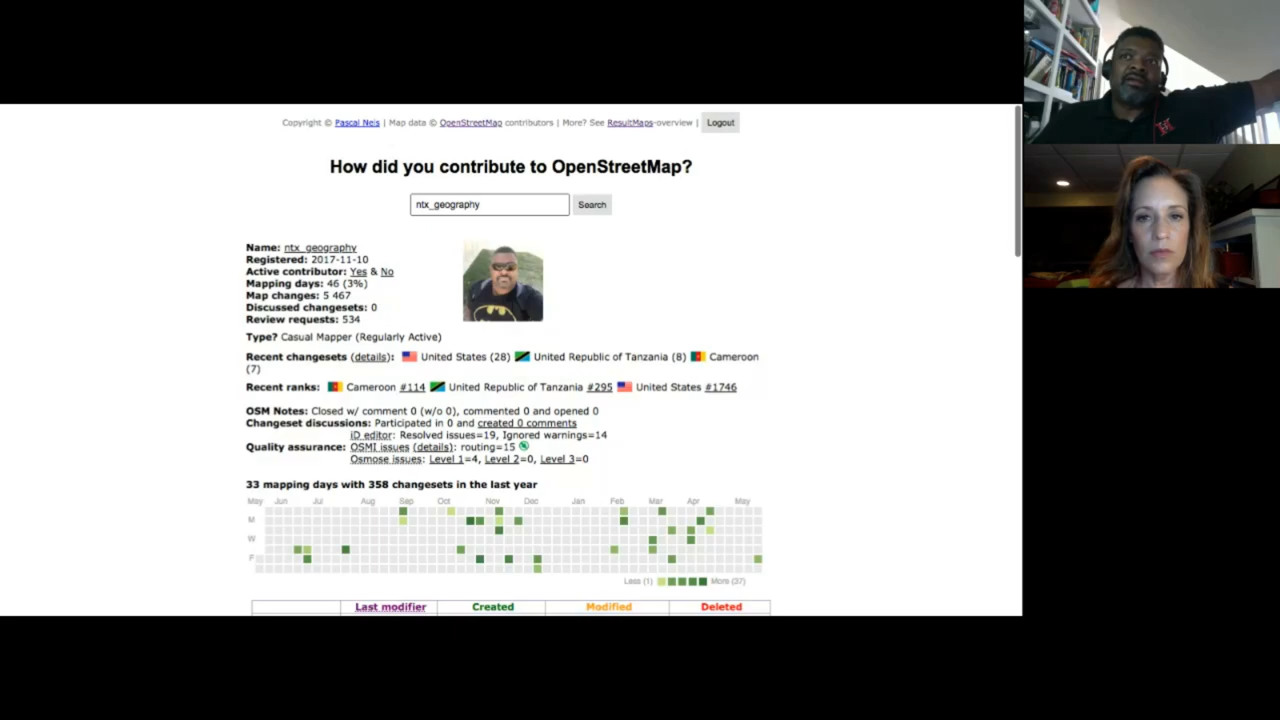 Copyright © Pascal Neis | Map data © OpenStreetMap contributors | More? See ResultMaps-overview | Logout
How did you contribute to OpenStreetMap?
ntx_geography Search
Name: ntx_geography
Registered: 2017-11-10
Active contributor: Yes & No
Mapping days: 46 (3%)
Map changes: 5 467
Discussed changesets: 0
Review requests: 534
Type? Casual Mapper (Regularly Active)
Recent changesets (details): United States (28) United Republic of Tanzania (8) Cameroon
(7)
Recent ranks: Cameroon #114 United Republic of Tanzania #295 United States #1746
OSM Notes: Closed w/ comment 0 (w/o 0), commented 0 and opened 0
Changeset discussions: Participated in 0 and created 0 comments
iD editor: Resolved issues=19, Ignored warnings=14
Quality assurance: OSMI issues (details): routing=15
Osmose issues: Level 1=4, Level 2=0, Level 3=0
33 mapping days with 358 changesets in the last year
May Jun Jul Aug Sep Oct Nov Dec Jan Feb Mar Apr May
M
W
F
Less (1) More (37)
Last modifier Created Modified Deleted